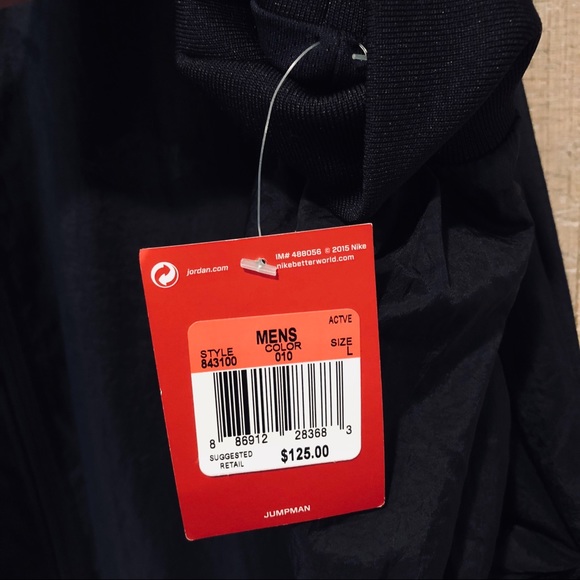 IM# 488056 © 2015 Nike
jordan.com
nikebetterworld.com
ACTVE
MENS
STYLE COLOR SIZE
843100 010 L
8 86912 28368 3
SUGGESTED
RETAIL $125.00
JUMPMAN